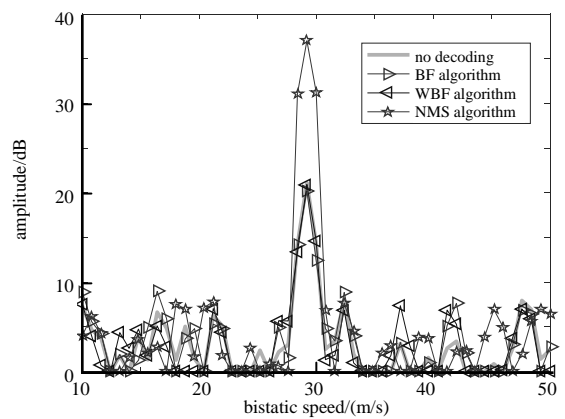 40
30
20
10
0
amplitude/dB
no decoding
BF algorithm
WBF algorithm
NMS algorithm
10 20 30 40 50
bistatic speed/(m/s)